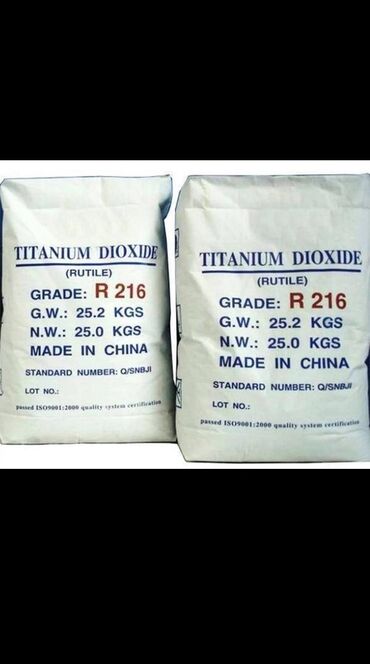 TITANIUM DIOXIDE
(RUTILE)
GRADE: R 216
G.W.: 25.2 KGS
N.W.: 25.0 KGS
MADE IN CHINA
STANDARD NUMBER: Q/SNBJI
LOT NO.:
passed ISO9001:2000 quality system certification
TITANIUM DIOXIDE
(RUTILE)
GRADE: R 216
G.W.: 25.2 KGS
N.W.: 25.0 KGS
MADE IN CHINA
STANDARD NUMBER: Q/SNBJI
LOT NO.:
passed ISO9001:2000 quality system certification